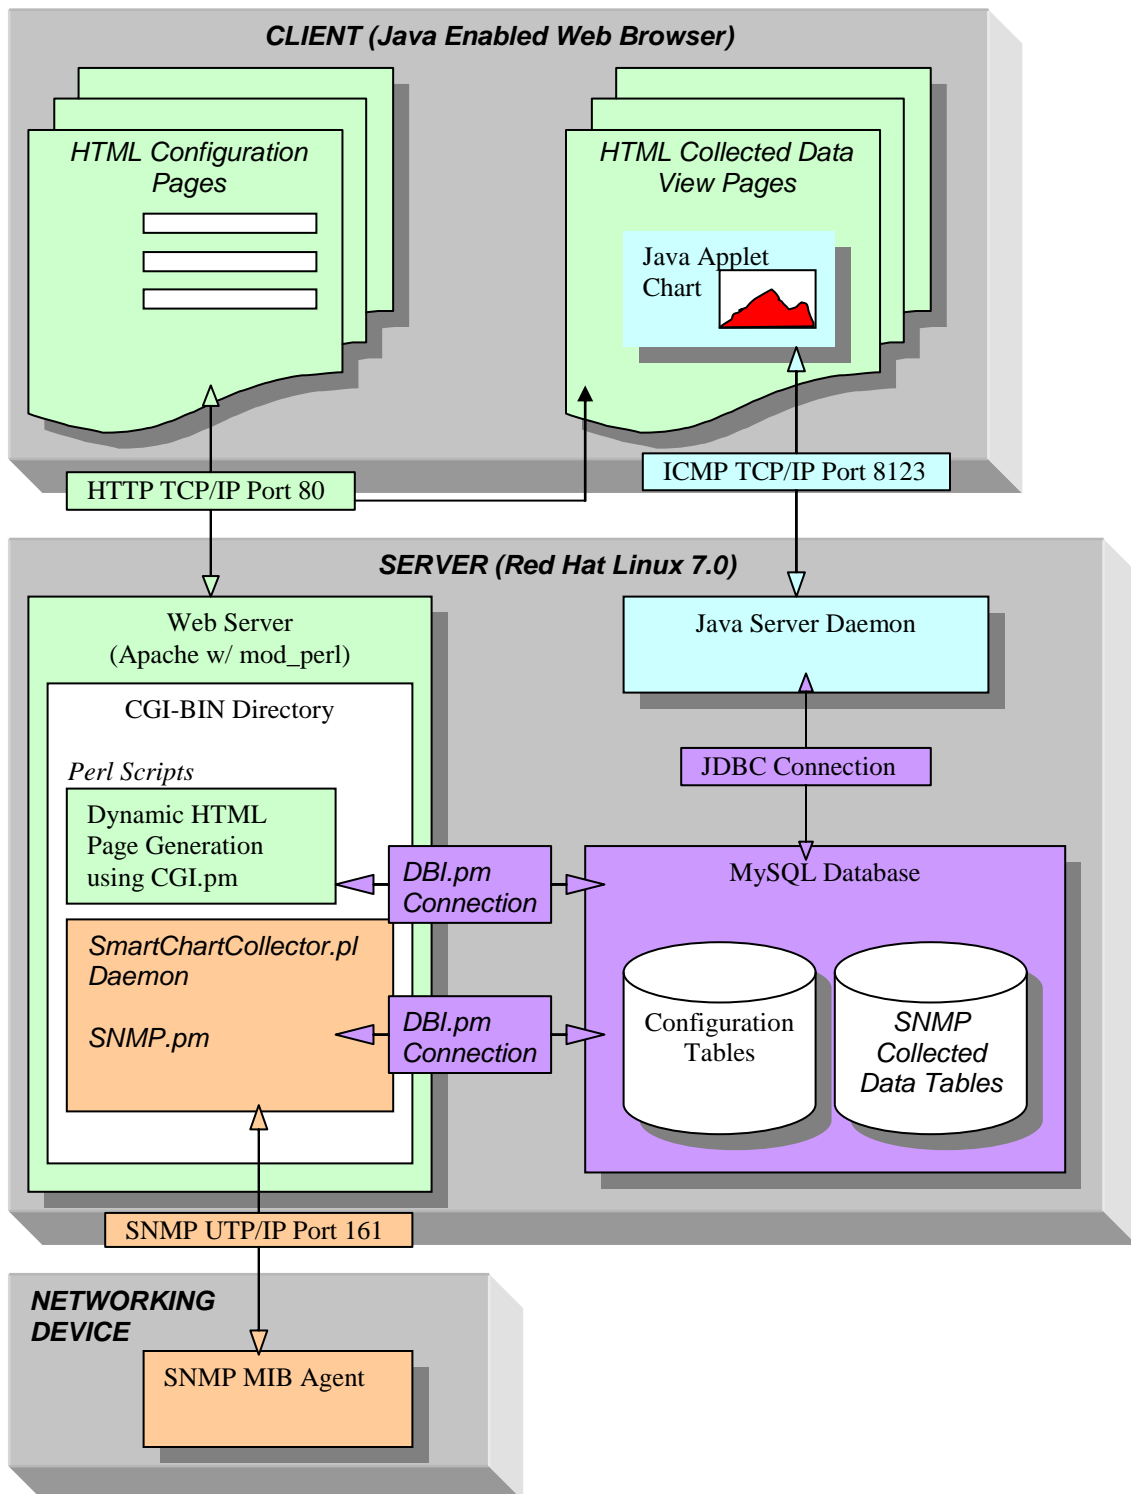 CLIENT (Java Enabled Web Browser)
HTML Configuration
Pages
HTML Collected Data
View Pages
Java Applet
Chart
HTTP TCP/IP Port 80
ICMP TCP/IP Port 8123
SERVER (Red Hat Linux 7.0)
Web Server
(Apache w/ mod_perl)
CGI-BIN Directory
Perl Scripts
Dynamic HTML
Page Generation
using CGI.pm
SmartChartCollector.pl
Daemon
SNMP.pm
DBI.pm
Connection
DBI.pm
Connection
Java Server Daemon
JDBC Connection
MySQL Database
Configuration
Tables
SNMP
Collected
Data Tables
SNMP UTP/IP Port 161
NETWORKING
DEVICE
SNMP MIB Agent